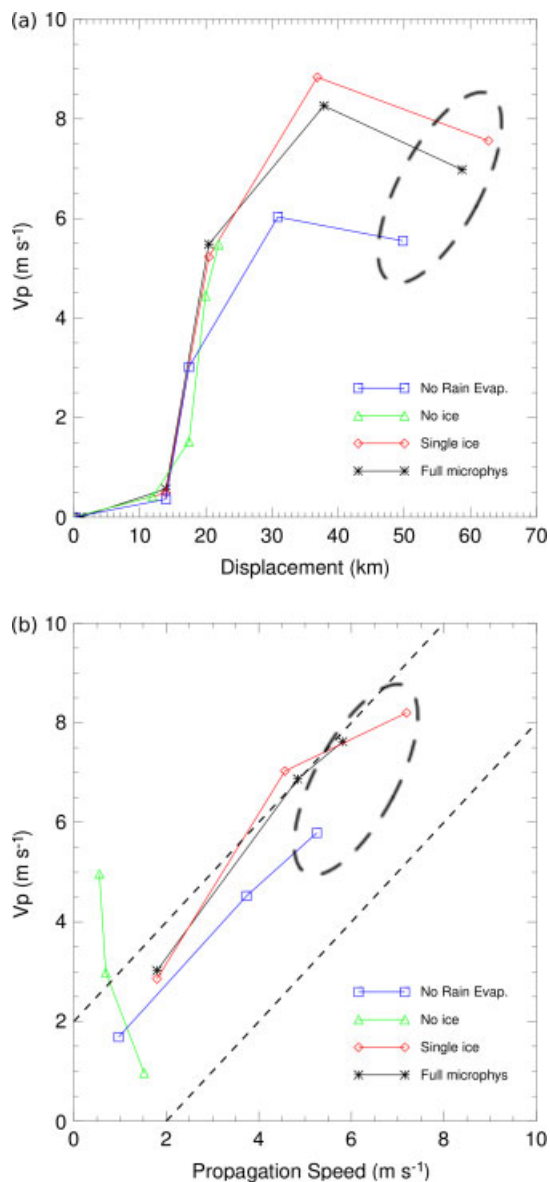 (a)
10
8
6
4
2
0
Vp (m s⁻¹)
No Rain Evap.
No ice
Single ice
Full microphys
0 10 20 30 40 50 60 70
Displacement (km)
(b)
10
8
6
4
2
0
Vp (m s⁻¹)
No Rain Evap.
No ice
Single ice
Full microphys
0 2 4 6 8 10
Propagation Speed (m s⁻¹)